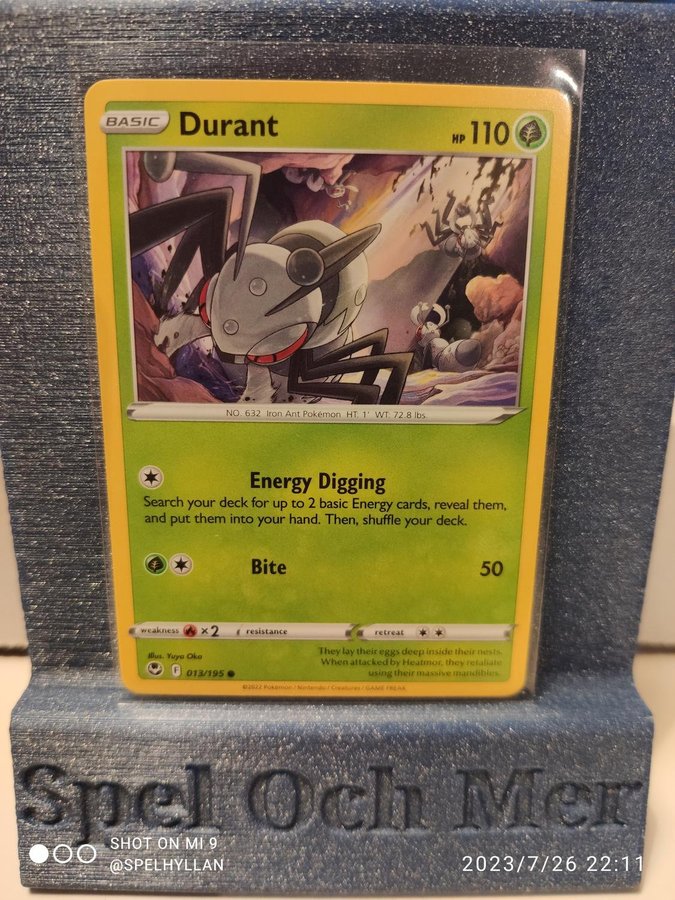 BASIC Durant HP 110
NO. 632 Iron Ant Pokémon HT: 1' WT: 72.8 lbs.
Energy Digging
Search your deck for up to 2 basic Energy cards, reveal them,
and put them into your hand. Then, shuffle your deck.
Bite 50
weakness ×2 resistance retreat
Illus. Yuya Oka
They lay their eggs deep inside their nests.
When attacked by Heatmor, they retaliate
using their massive mandibles.
F 013/195
©2022 Pokémon / Nintendo / Creatures / GAME FREAK
Spel Och Mer
SHOT ON MI 9
@SPELHYLLAN
2023/7/26 22:11